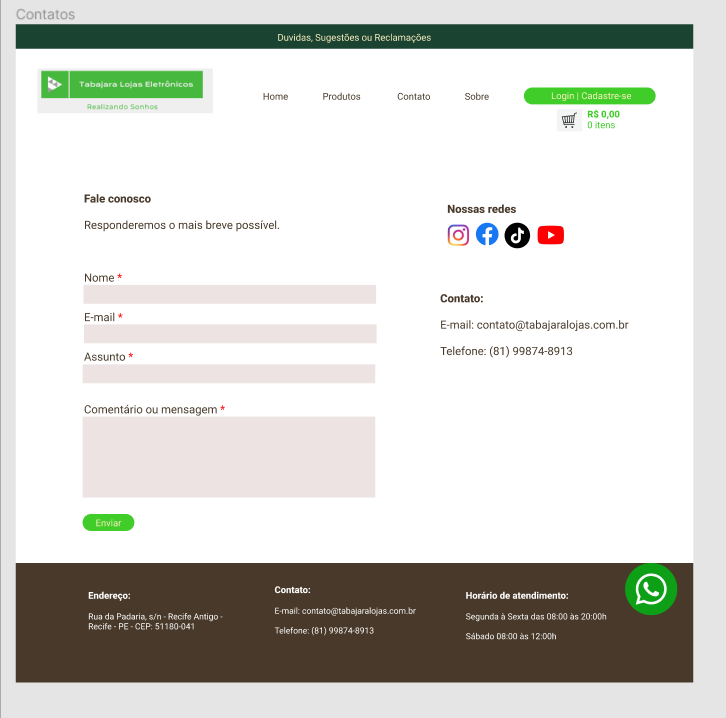 Contatos
Duvidas, Sugestões ou Reclamações
Tabajara Lojas Eletrônicos
Realizando Sonhos
Home
Produtos
Contato
Sobre
Login | Cadastre-se
R$ 0,00
0 itens
Fale conosco
Responderemos o mais breve possível.
Nome *
E-mail *
Assunto *
Comentário ou mensagem *
Enviar
Nossas redes
Contato:
E-mail: contato@tabajaralojas.com.br
Telefone: (81) 99874-8913
Endereço:
Rua da Padaria, s/n - Recife Antigo -
Recife - PE - CEP: 51180-041
Contato:
E-mail: contato@tabajaralojas.com.br
Telefone: (81) 99874-8913
Horário de atendimento:
Segunda à Sexta das 08:00 às 20:00h
Sábado 08:00 às 12:00h